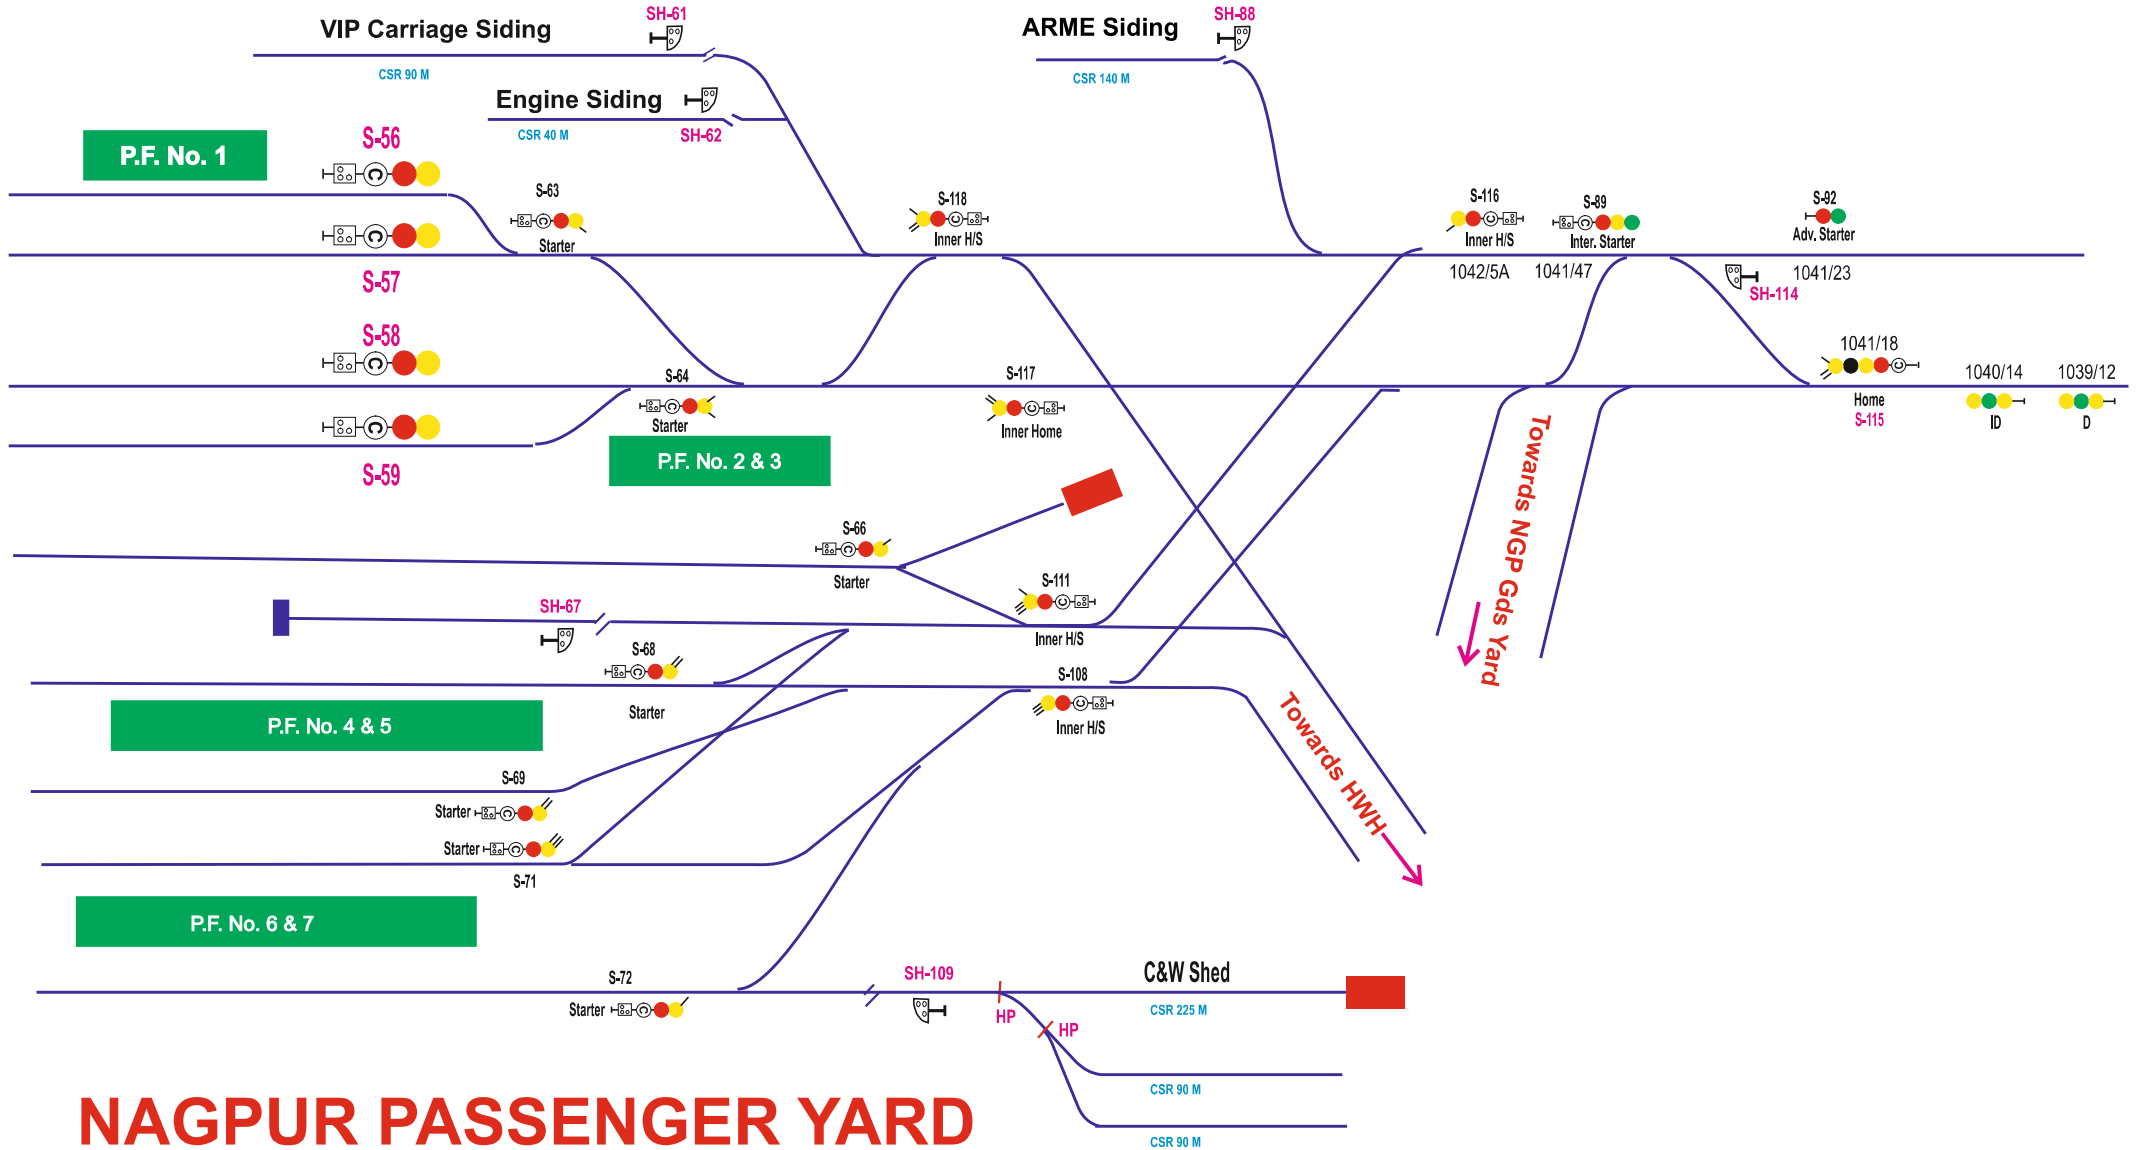 SH-61
SH-88
VIP Carriage Siding
ARME Siding
CSR 90 M
CSR 140 M
Engine Siding
CSR 40 M
SH-62
S-56
P.F. No. 1
C
S-63
C
Starter
S-118
C
Inner H/S
S-116
C
Inner H/S
S-89
C
Inter. Starter
S-92
Adv. Starter
C
S-57
1042/5A
1041/47
1041/23
SH-114
S-58
C
1041/18
C
Home
S-115
1040/14
ID
1039/12
D
S-64
C
Starter
S-117
C
Inner Home
C
S-59
P.F. No. 2 & 3
Towards NGP Gds Yard
S-66
C
Starter
S-111
C
Inner H/S
SH-67
S-68
C
Starter
S-108
C
Inner H/S
P.F. No. 4 & 5
Towards HWH
S-69
Starter
C
Starter
C
S-71
P.F. No. 6 & 7
S-72
Starter
C
SH-109
C&W Shed
HP
CSR 225 M
HP
CSR 90 M
CSR 90 M
NAGPUR PASSENGER YARD